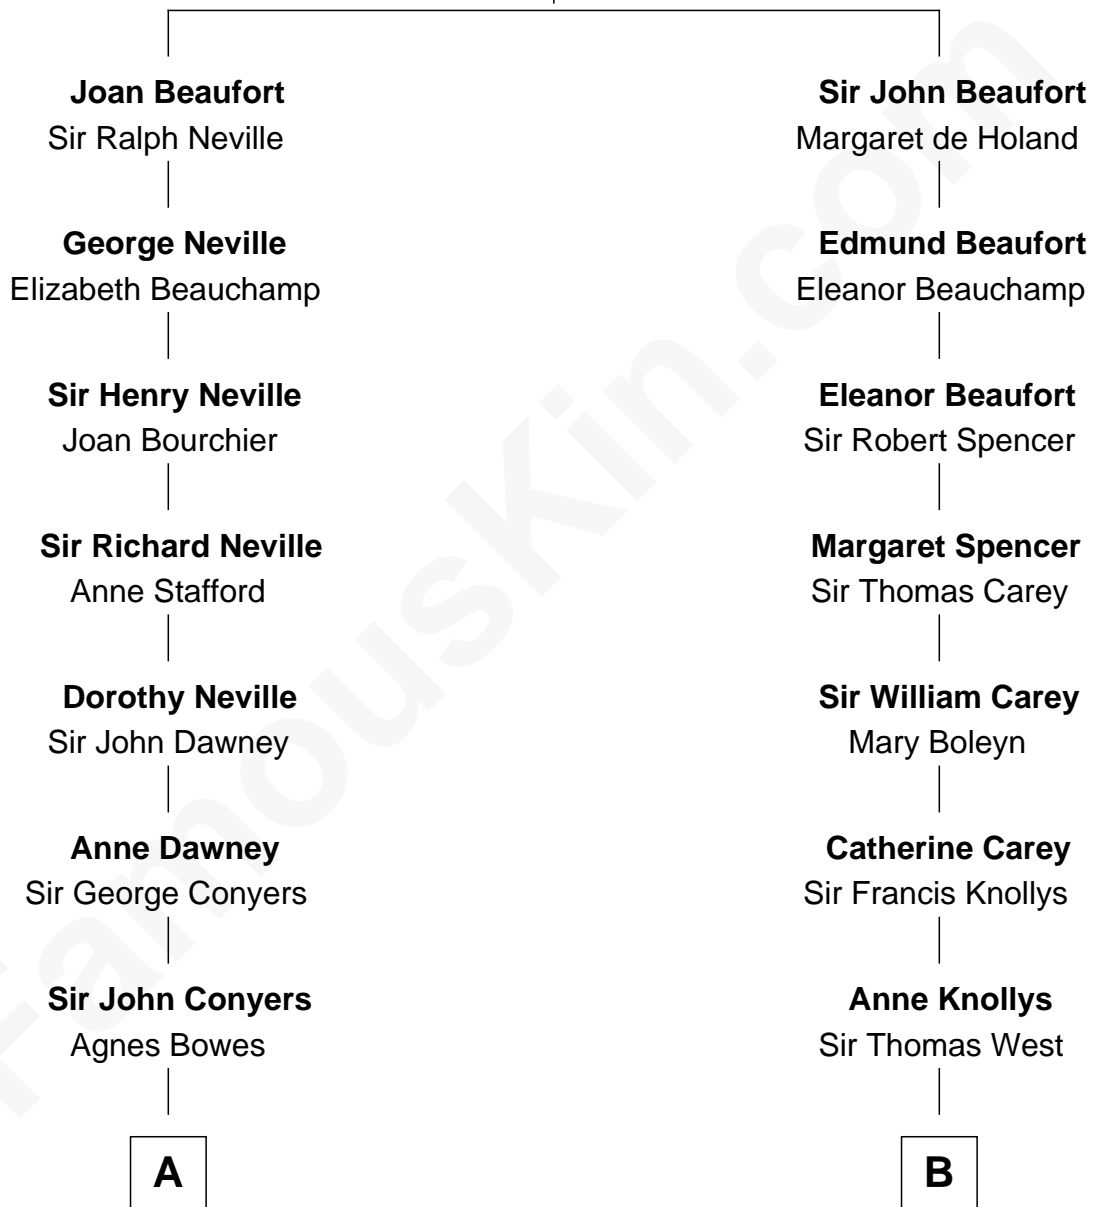 Joan Beaufort
Sir Ralph Neville
George Neville
Elizabeth Beauchamp
Sir Henry Neville
Joan Bourchier
Sir Richard Neville
Anne Stafford
Dorothy Neville
Sir John Dawney
Anne Dawney
Sir George Conyers
Sir John Conyers
Agnes Bowes
A
Sir John Beaufort
Margaret de Holand
Edmund Beaufort
Eleanor Beauchamp
Eleanor Beaufort
Sir Robert Spencer
Margaret Spencer
Sir Thomas Carey
Sir William Carey
Mary Boleyn
Catherine Carey
Sir Francis Knollys
Anne Knollys
Sir Thomas West
B
FamousKin.com